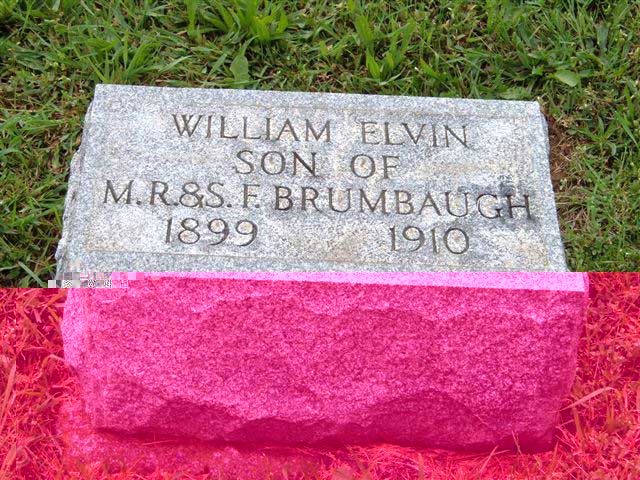 WILLIAM ELVIN
SON OF
M.R.&S.F. BRUMBAUGH
1899 1910